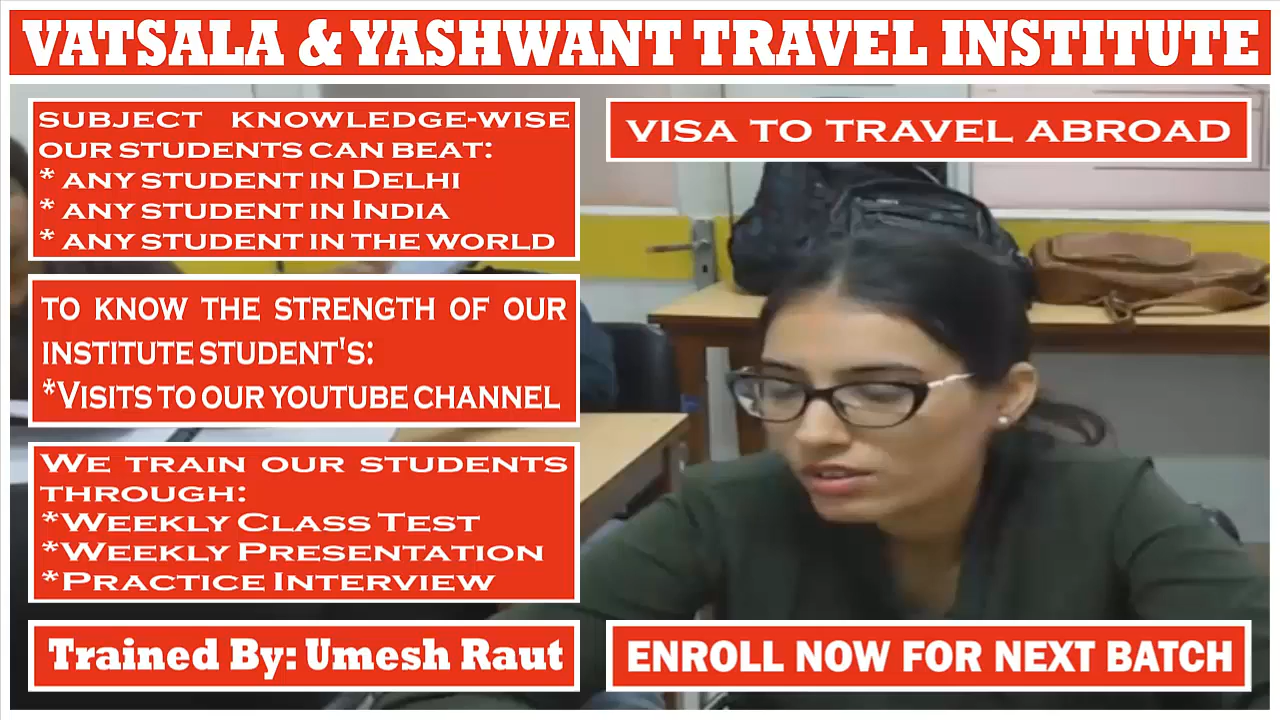 VATSALA & YASHWANT TRAVEL INSTITUTE
SUBJECT KNOWLEDGE-WISE
OUR STUDENTS CAN BEAT:
* ANY STUDENT IN DELHI
* ANY STUDENT IN INDIA
* ANY STUDENT IN THE WORLD
VISA TO TRAVEL ABROAD
TO KNOW THE STRENGTH OF OUR
INSTITUTE STUDENT'S:
*VISITS TO OUR YOUTUBE CHANNEL
WE TRAIN OUR STUDENTS
THROUGH:
*WEEKLY CLASS TEST
*WEEKLY PRESENTATION
*PRACTICE INTERVIEW
Trained By: Umesh Raut
ENROLL NOW FOR NEXT BATCH